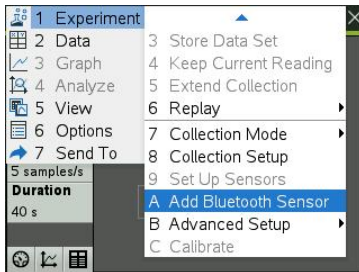 1 Experiment
2 Data
3 Graph
4 Analyze
5 View
6 Options
7 Send To
5 samples/s
Duration
40 s
3 Store Data Set
4 Keep Current Reading
5 Extend Collection
6 Replay
7 Collection Mode
8 Collection Setup
9 Set Up Sensors
A Add Bluetooth Sensor
B Advanced Setup
C Calibrate